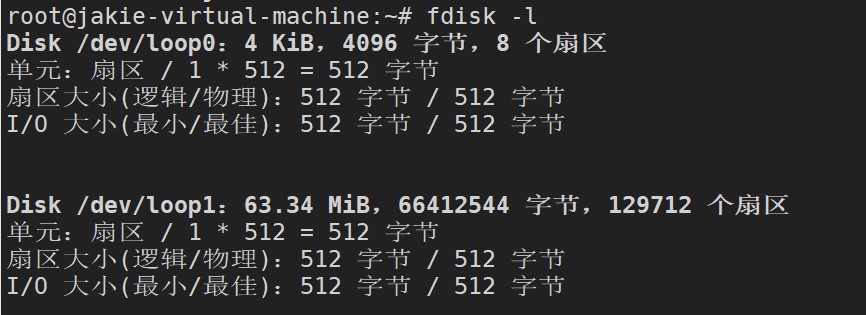 root@jakie-virtual-machine:~# fdisk -l
Disk /dev/loop0：4 KiB，4096 字节，8 个扇区
单元：扇区 / 1 * 512 = 512 字节
扇区大小(逻辑/物理)：512 字节 / 512 字节
I/O 大小(最小/最佳)：512 字节 / 512 字节
Disk /dev/loop1：63.34 MiB，66412544 字节，129712 个扇区
单元：扇区 / 1 * 512 = 512 字节
扇区大小(逻辑/物理)：512 字节 / 512 字节
I/O 大小(最小/最佳)：512 字节 / 512 字节